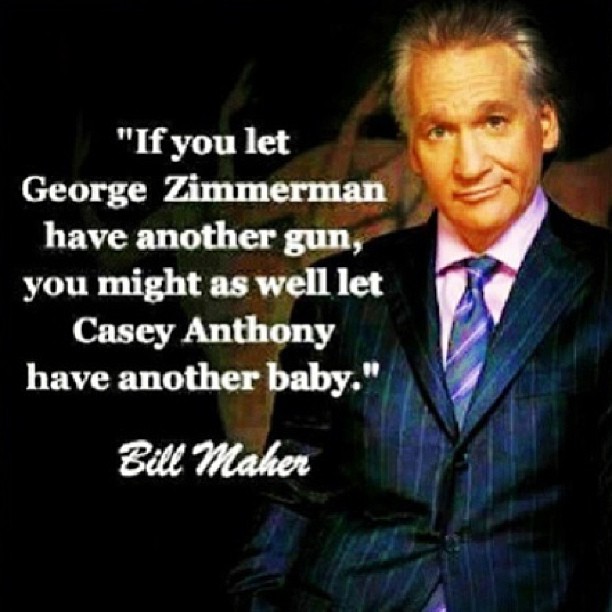 "If you let
George Zimmerman
have another gun,
you might as well let
Casey Anthony
have another baby."
Bill Maher